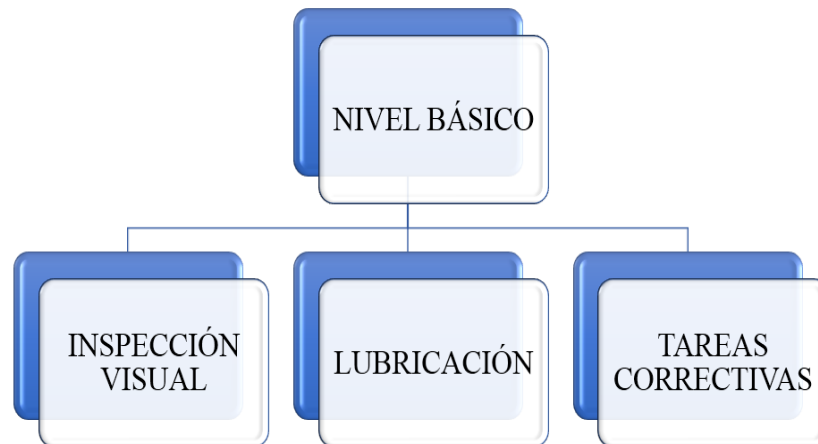 NIVEL BÁSICO
INSPECCIÓN
VISUAL
LUBRICACIÓN
TAREAS
CORRECTIVAS